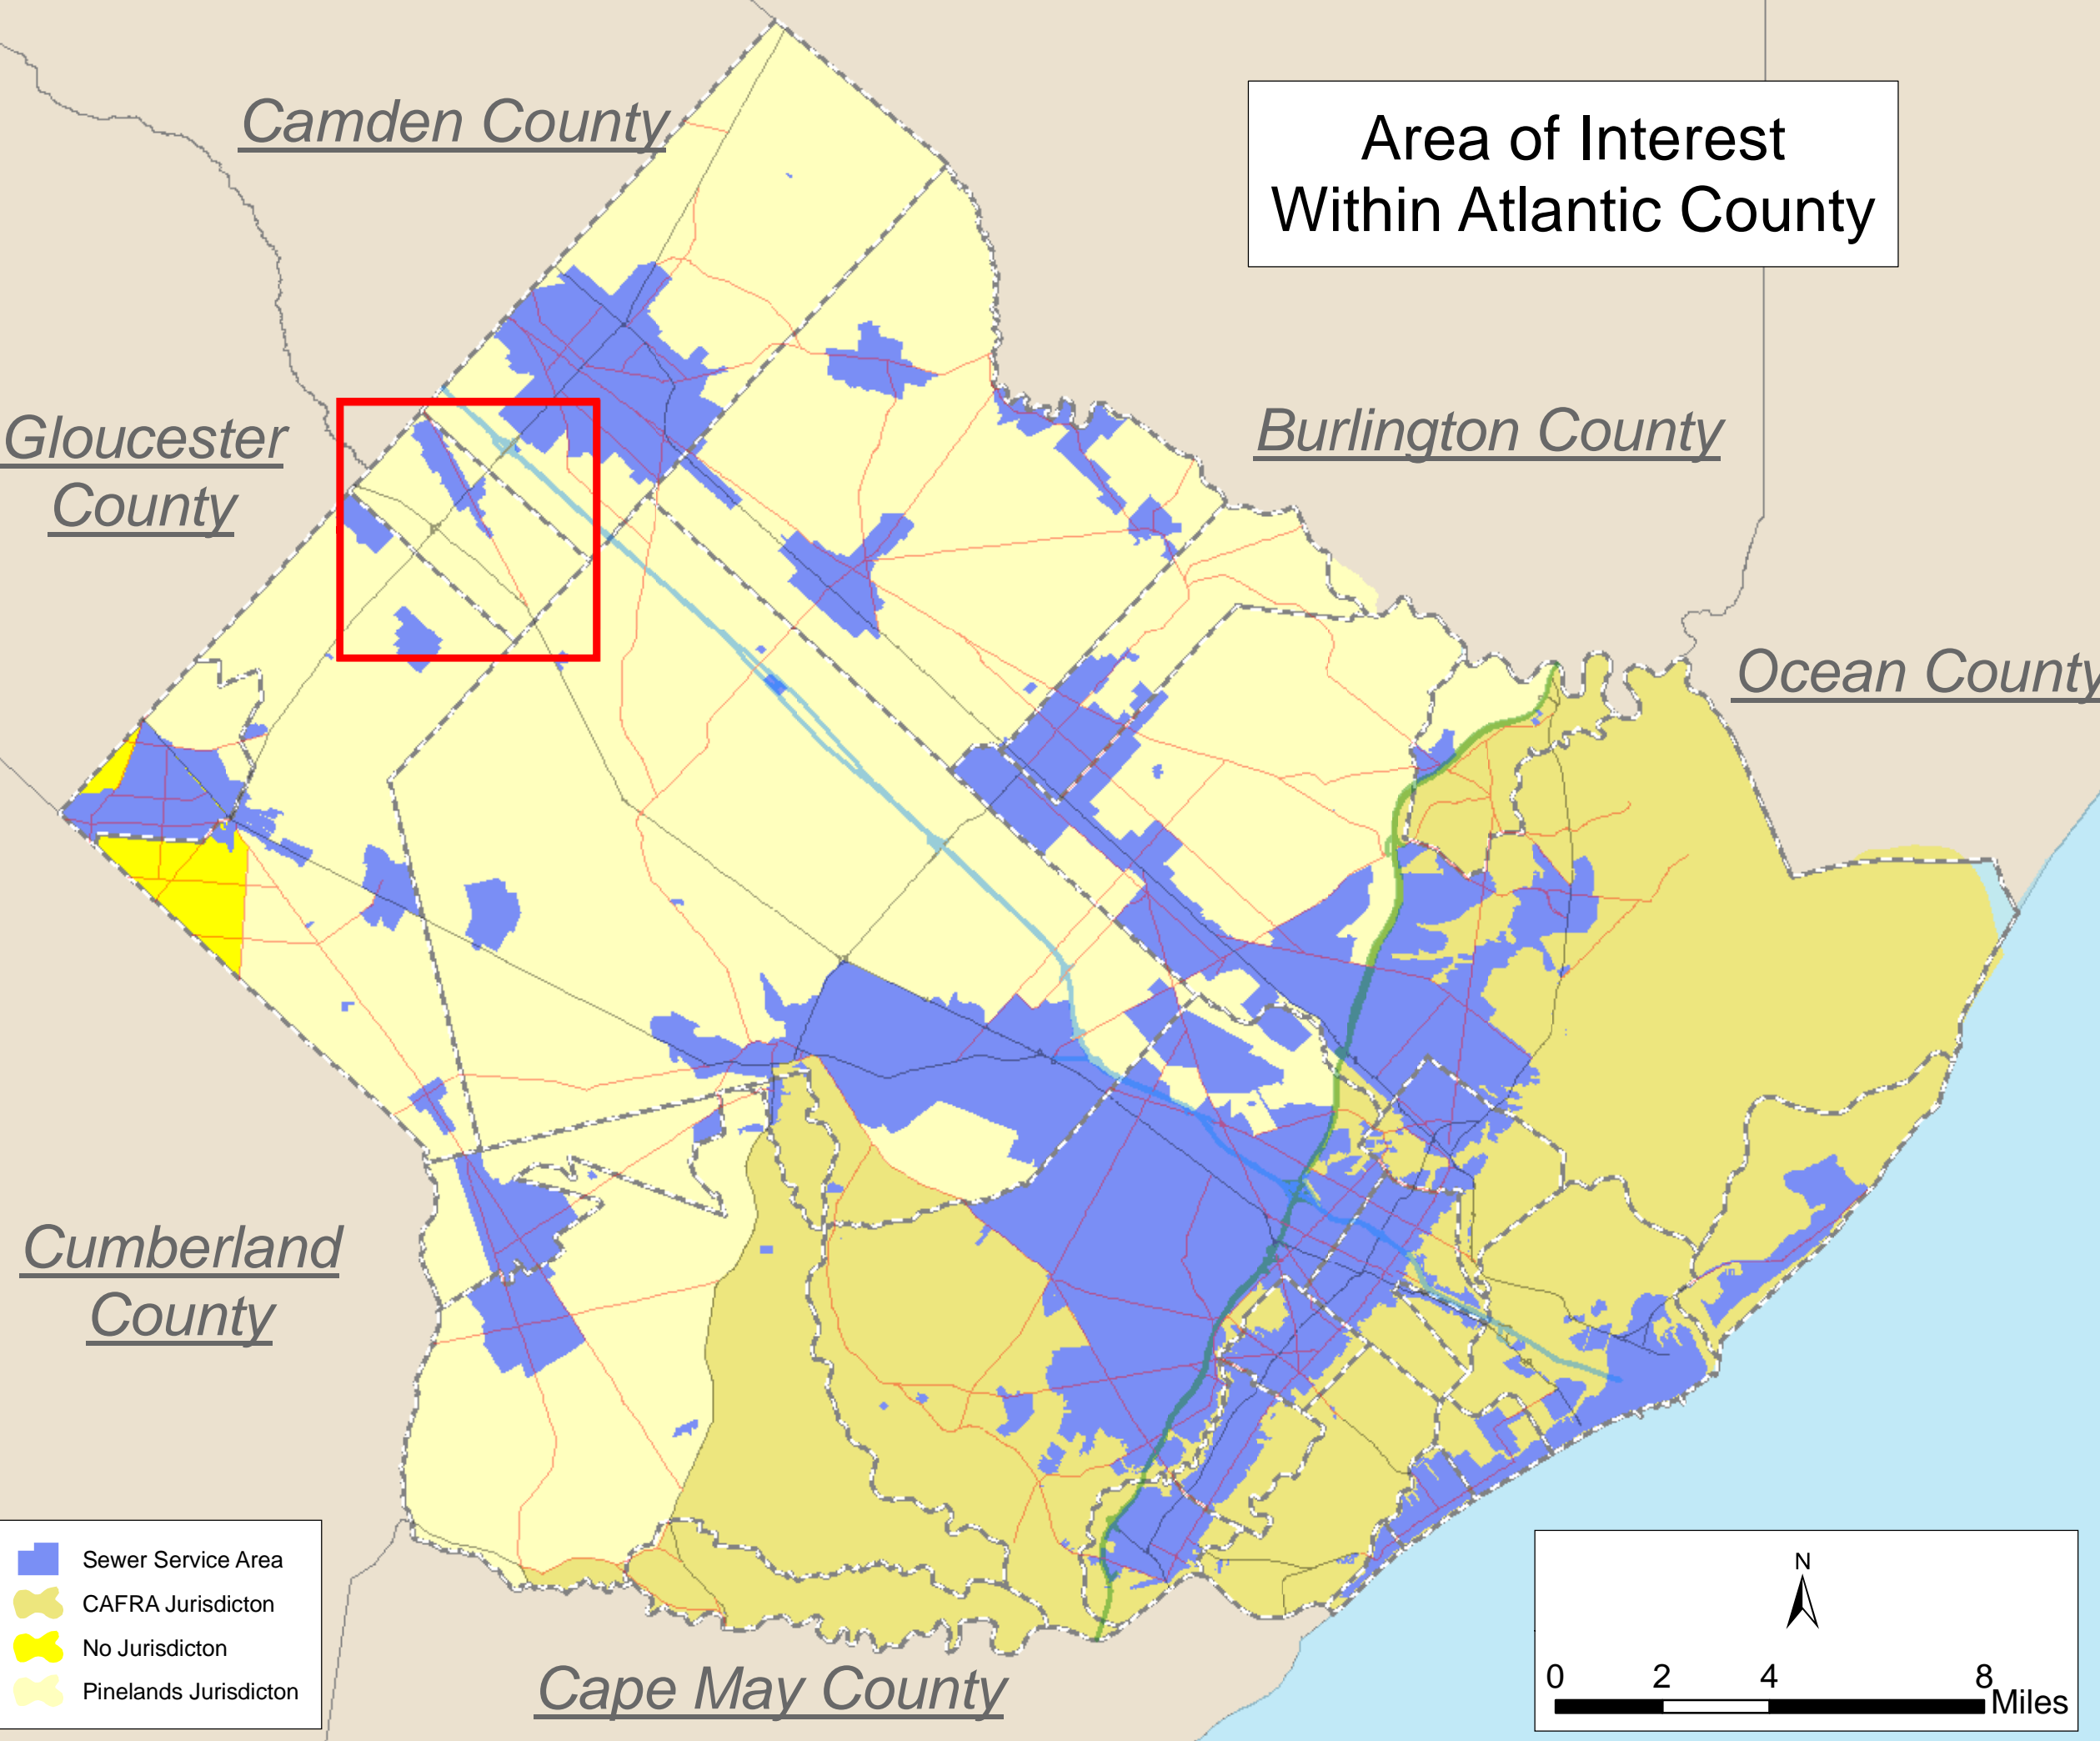 Camden County
Area of Interest
Within Atlantic County
Gloucester
County
Burlington County
Ocean County
Cumberland
County
Cape May County
Sewer Service Area
CAFRA Jurisdicton
No Jurisdicton
Pinelands Jurisdicton
N
0 2 4 8
Miles